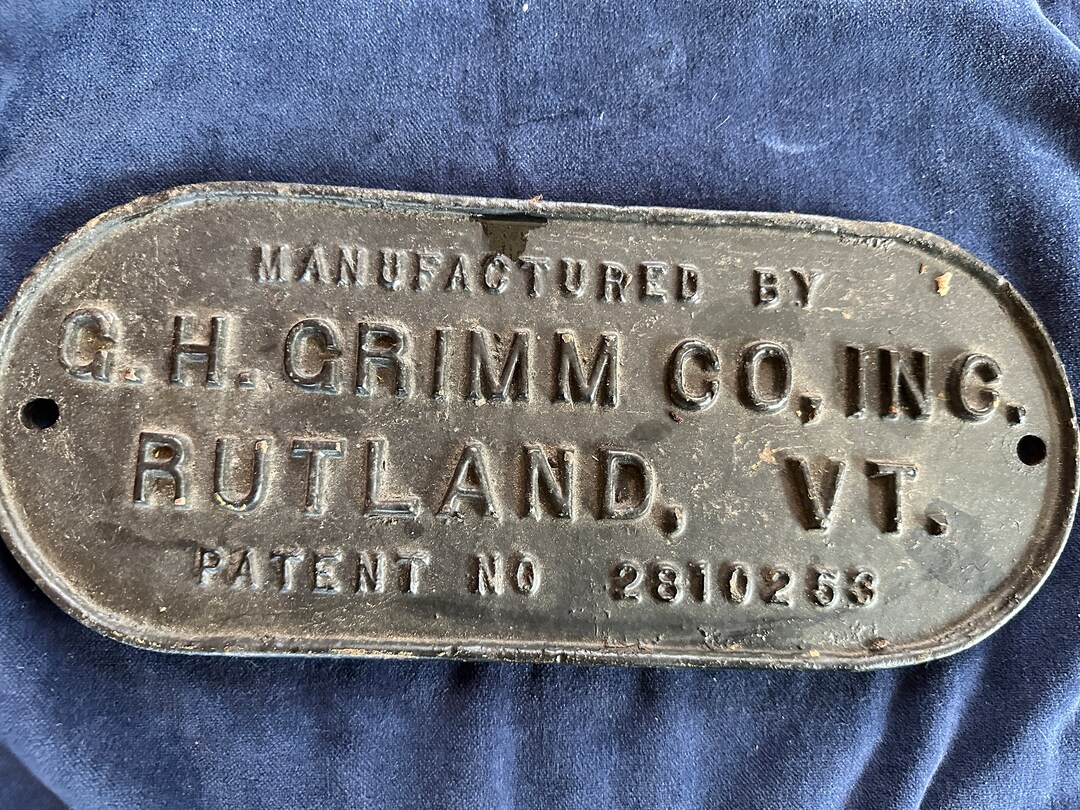 MANUFACTURED BY
G.H.GRIMM CO, INC.
RUTLAND, VT.
PATENT NO 2810253